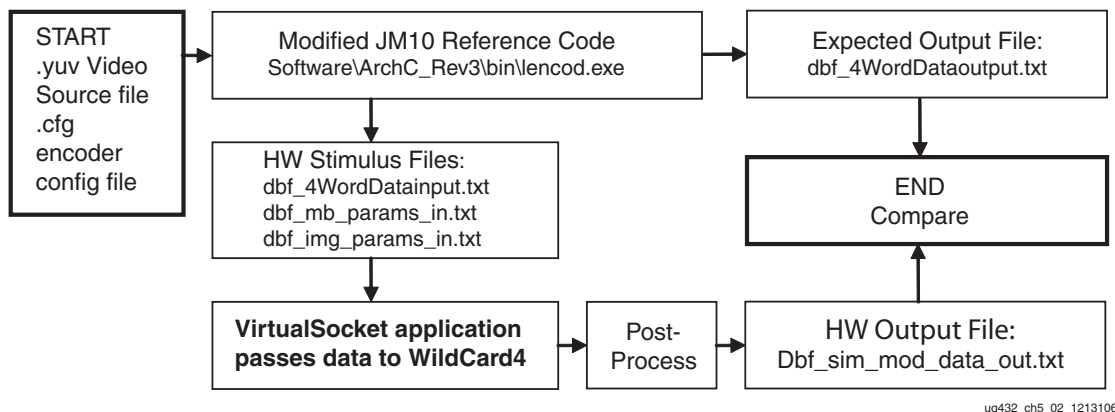 START
.yuv Video
Source file
.cfg
encoder
config file
Modified JM10 Reference Code
Software\ArchC_Rev3\bin\lencod.exe
Expected Output File:
dbf_4WordDataoutput.txt
HW Stimulus Files:
dbf_4WordDatainput.txt
dbf_mb_params_in.txt
dbf_img_params_in.txt
END
Compare
VirtualSocket application
passes data to WildCard4
Post-
Process
HW Output File:
Dbf_sim_mod_data_out.txt
ug432_ch5_02_1213106